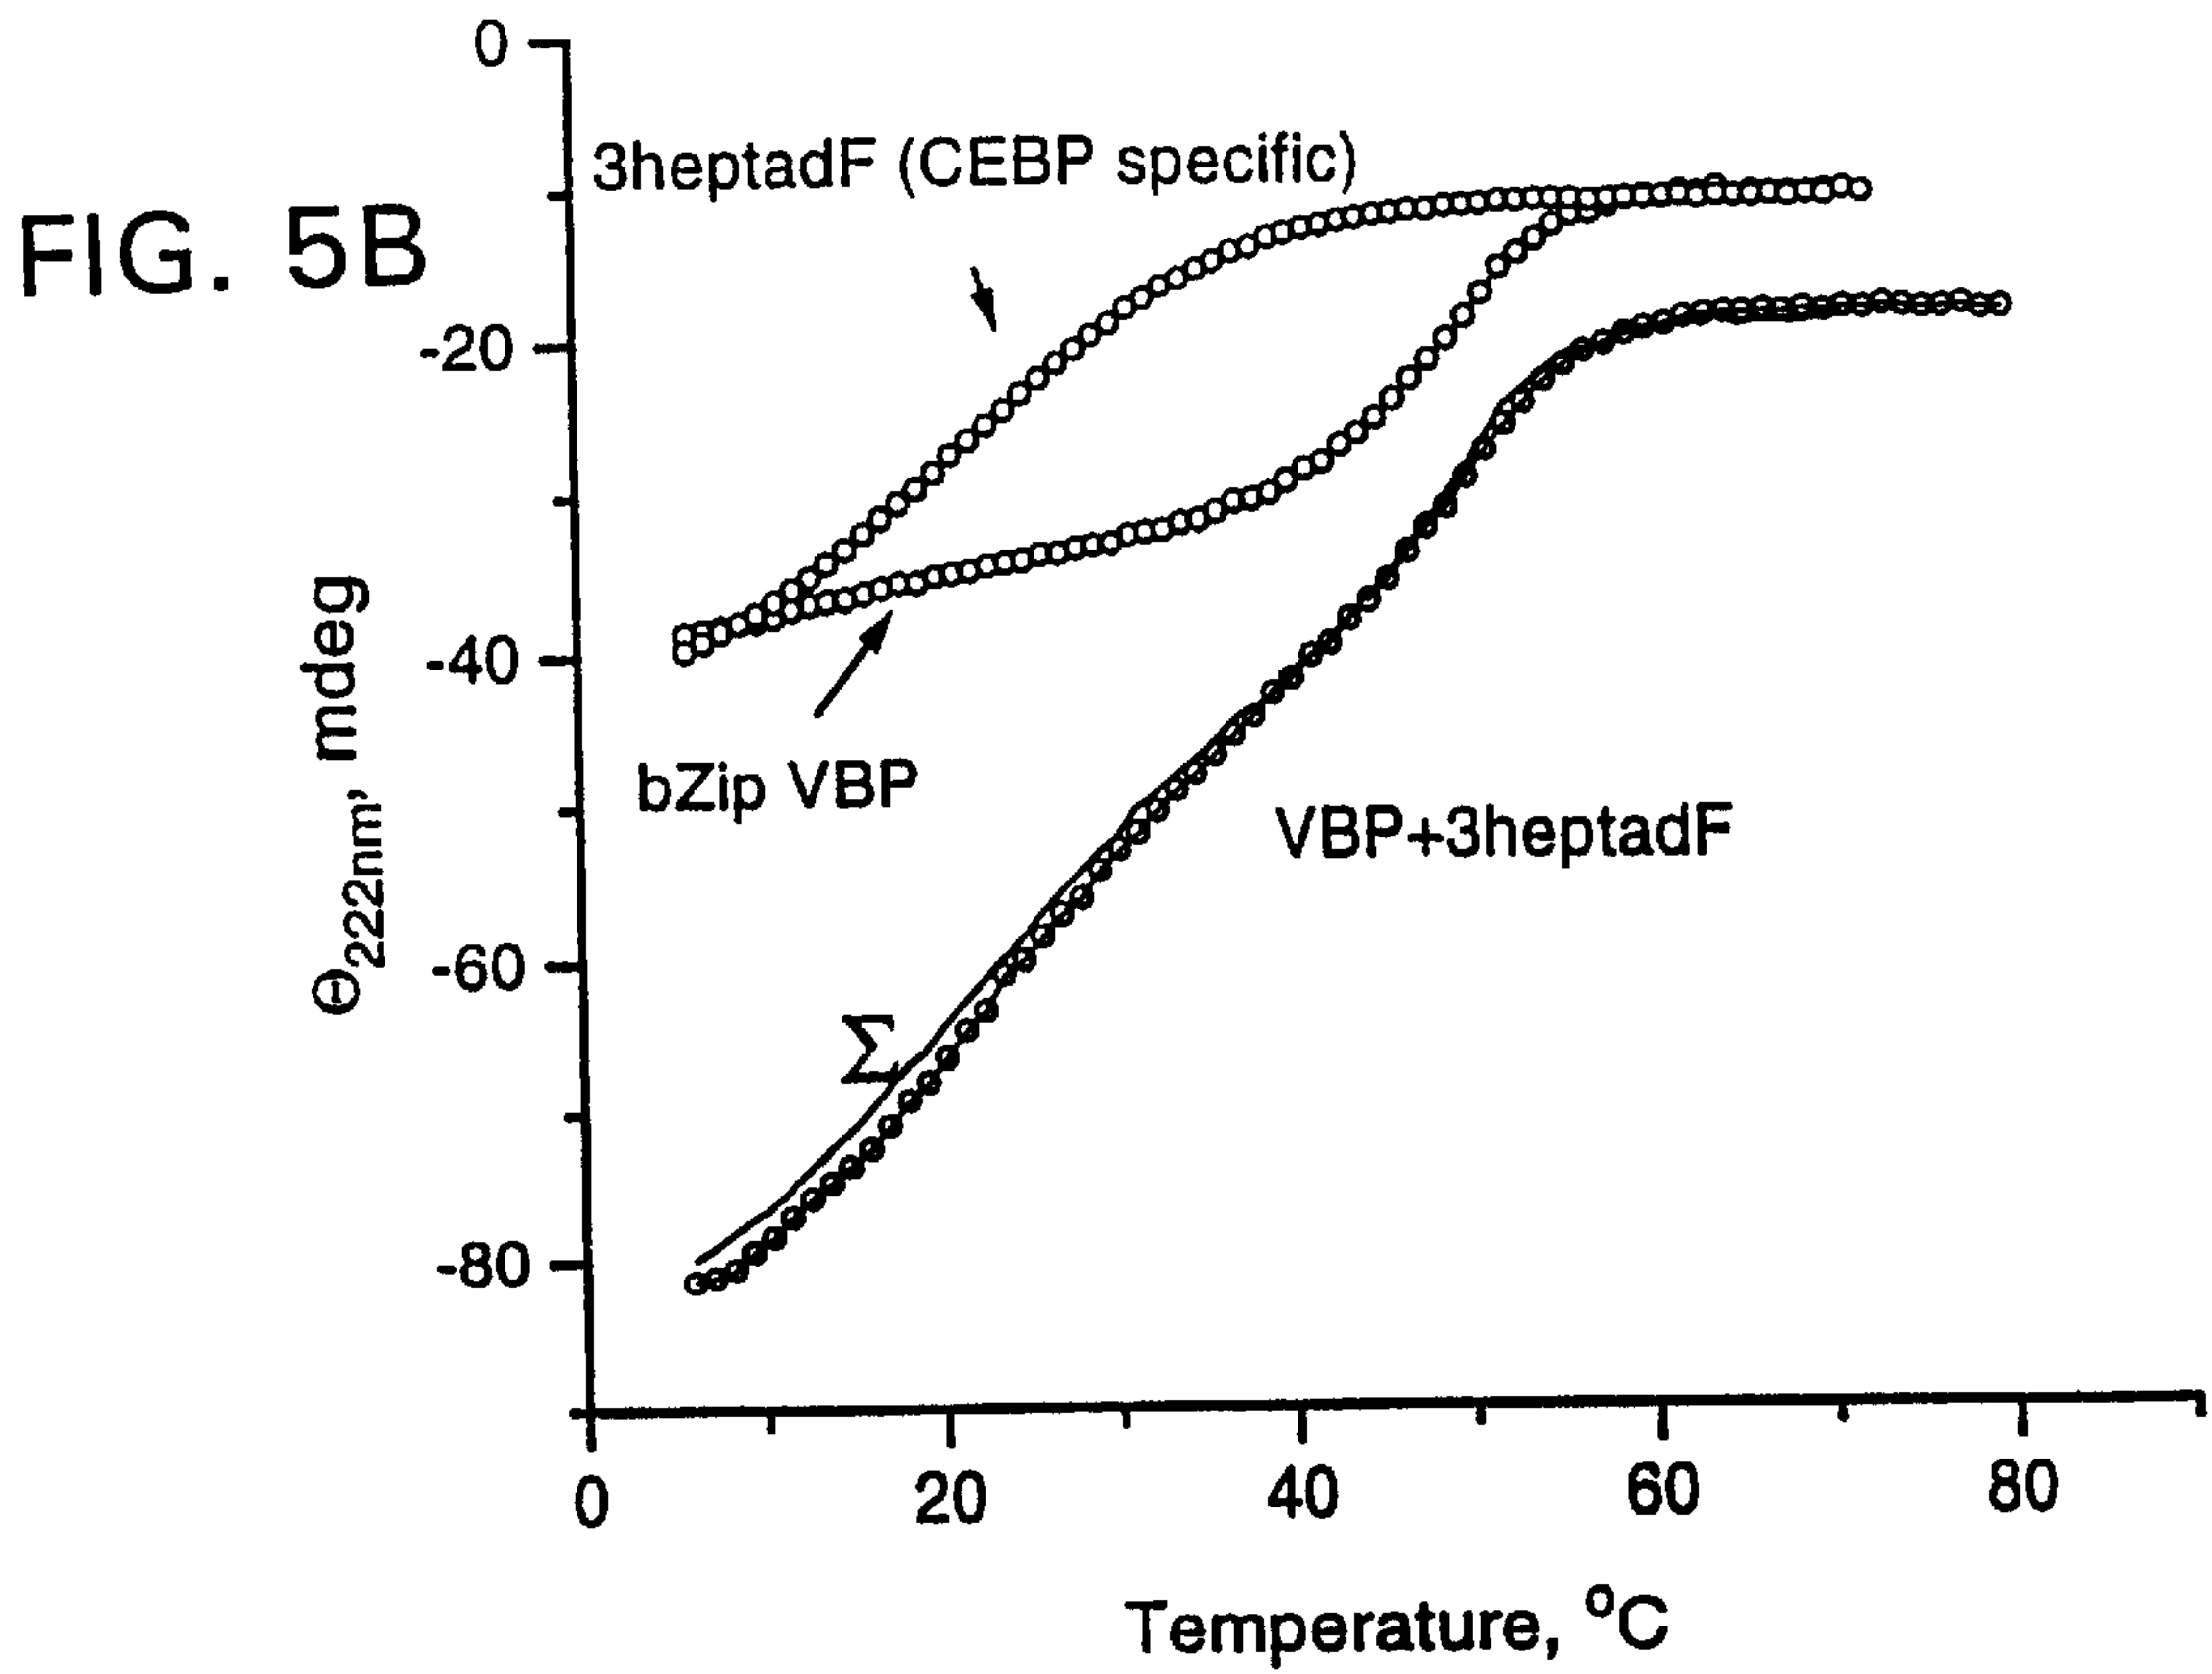 FIG. 5B
0
-20
-40
-60
-80
Θ222nm, mdeg
3heptadF (CEBP specific)
bZip VBP
VBP+3heptadF
Σ
0 20 40 60 80
Temperature, °C